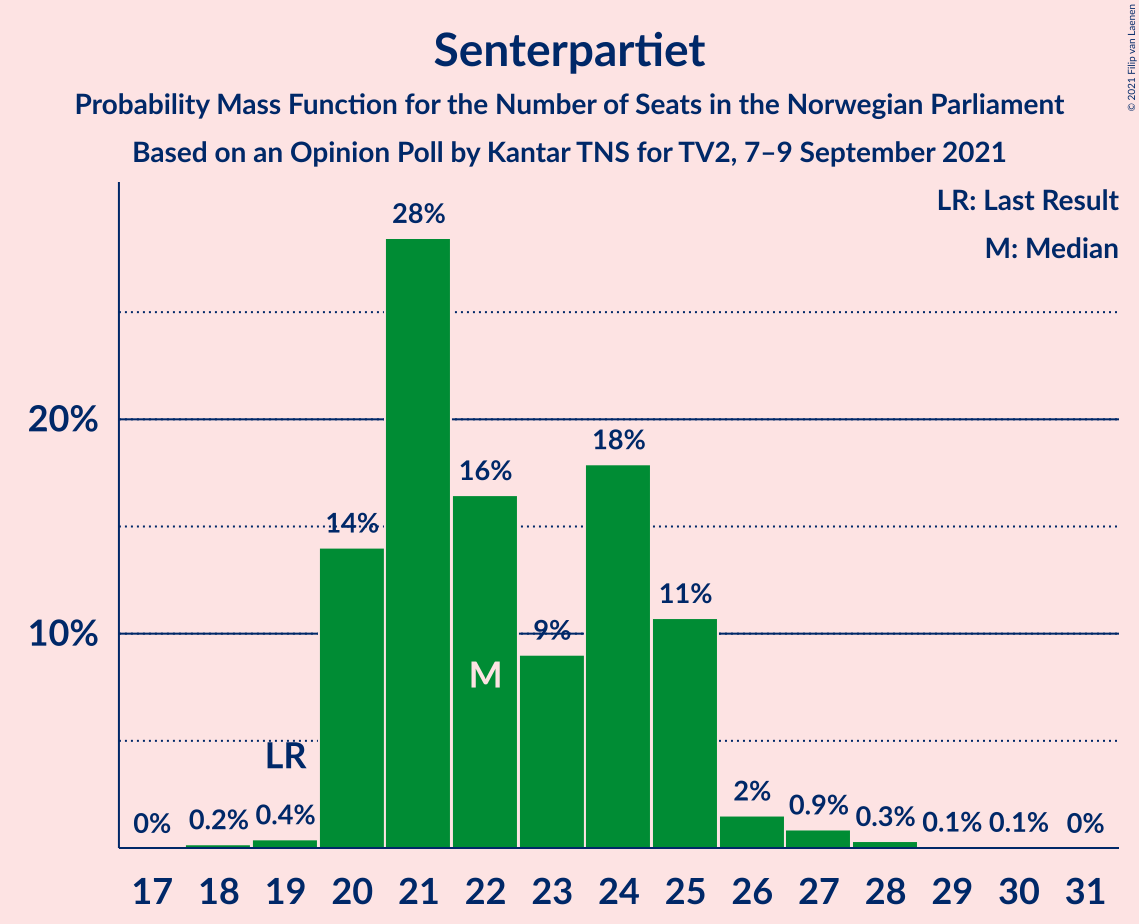 Senterpartiet
Probability Mass Function for the Number of Seats in the Norwegian Parliament
Based on an Opinion Poll by Kantar TNS for TV2, 7–9 September 2021
© 2021 Filip van Laenen
LR: Last Result
M: Median
28%
20%
18%
16%
14%
11%
10%
9%
M
LR
0% 0.2% 0.4% 2% 0.9% 0.3% 0.1% 0.1% 0%
17 18 19 20 21 22 23 24 25 26 27 28 29 30 31